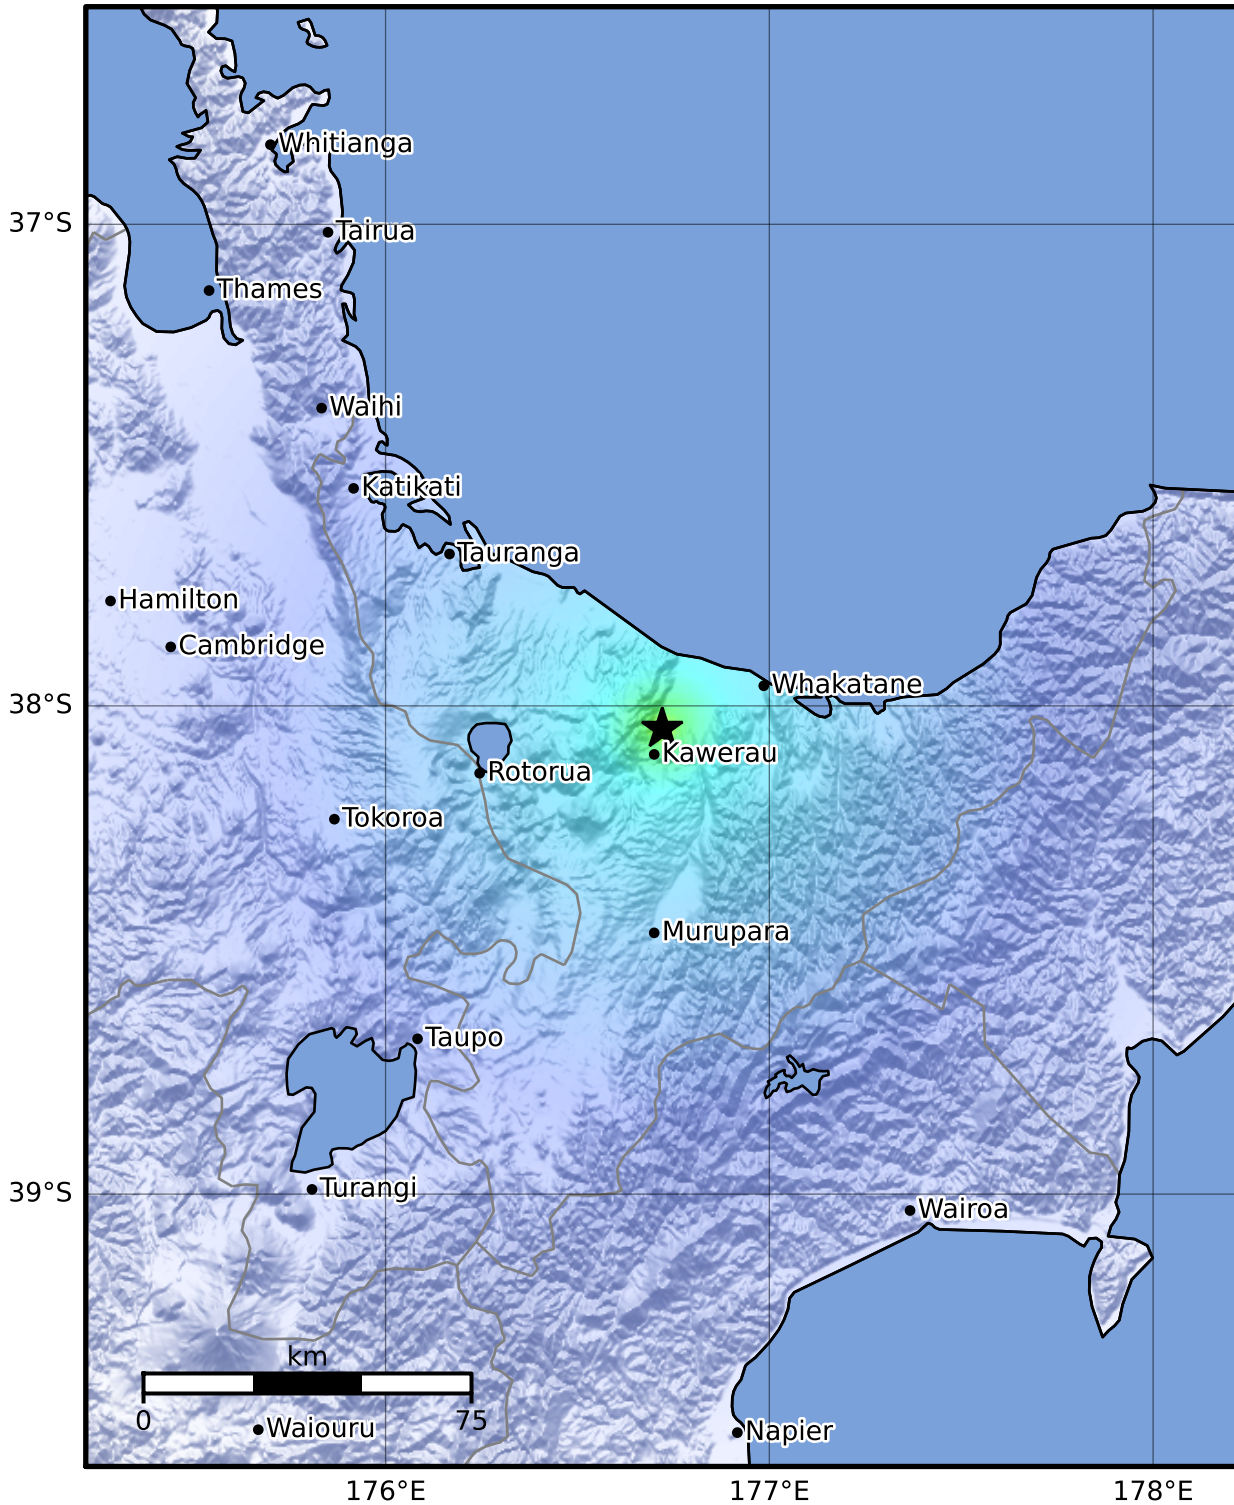 Whitianga
37°S
Tairua
Thames
Waihi
Katikati
Tauranga
Hamilton
Cambridge
Whakatane
38°S
Kawerau
Rotorua
Tokoroa
Murupara
Taupo
Turangi
39°S
Wairoa
km
0
75
Waiouru
Napier
176°E
177°E
178°E